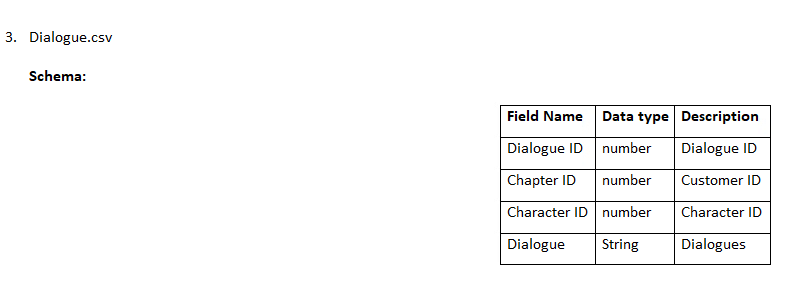 3. Dialogue.csv
Schema:
Field Name Data type Description
Dialogue ID number Dialogue ID
Chapter ID number Customer ID
Character ID number Character ID
Dialogue String Dialogues